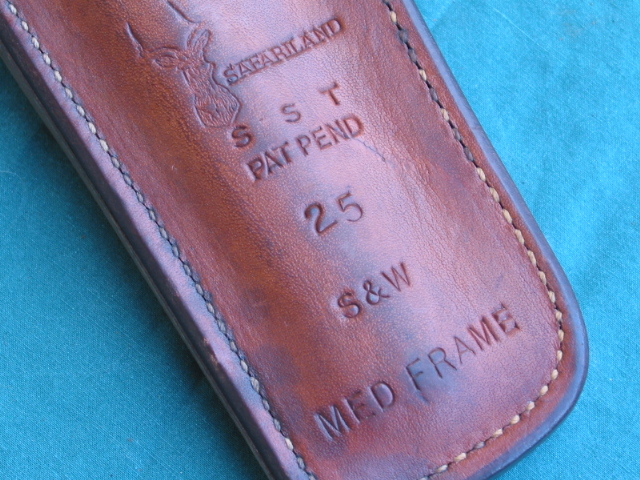 SAFARILAND
S S T
PAT PEND
25
S&W
MED FRAME